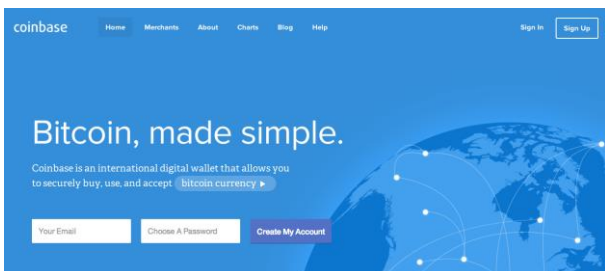 coinbase Home Merchants About Charts Blog Help Sign In Sign Up
Bitcoin, made simple.
Coinbase is an international digital wallet that allows you
to securely buy, use, and accept bitcoin currency ▸
Your Email Choose A Password Create My Account